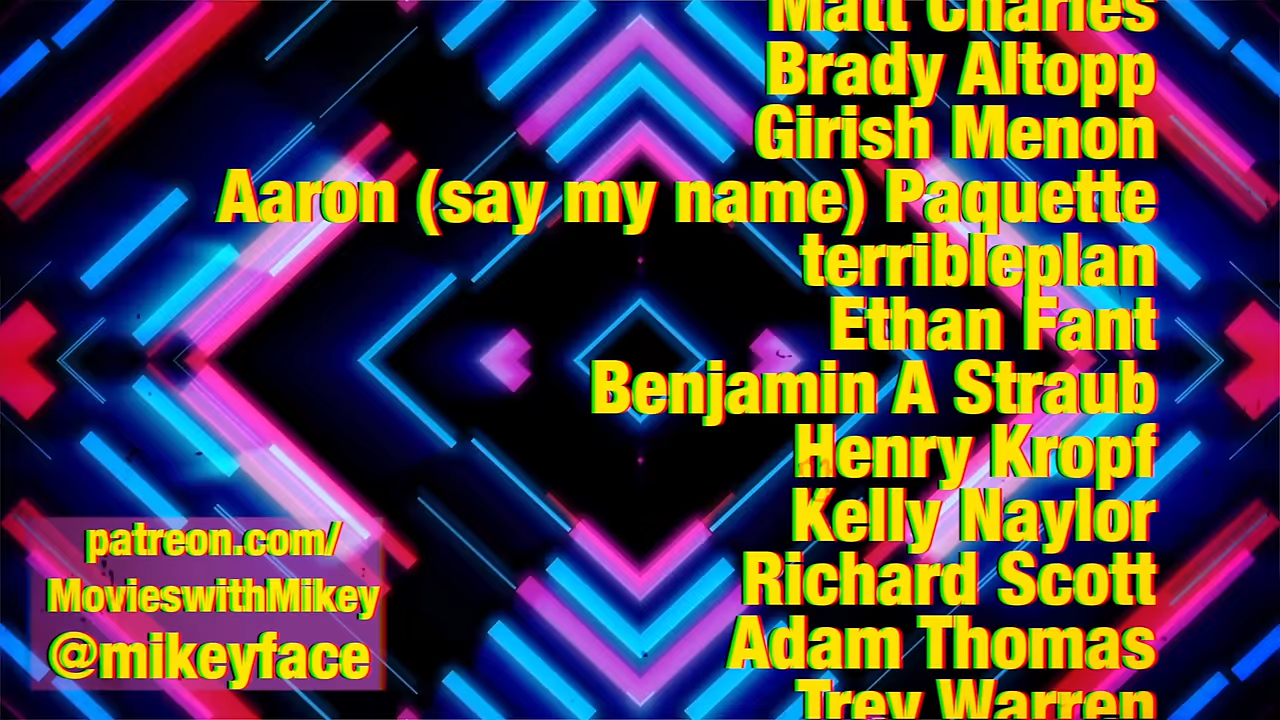 Matt Charles
Brady Altopp
Girish Menon
Aaron (say my name) Paquette
terribleplan
Ethan Fant
Benjamin A Straub
Henry Kropf
Kelly Naylor
Richard Scott
Adam Thomas
Trey Warren
patreon.com/
MovieswithMikey
@mikeyface